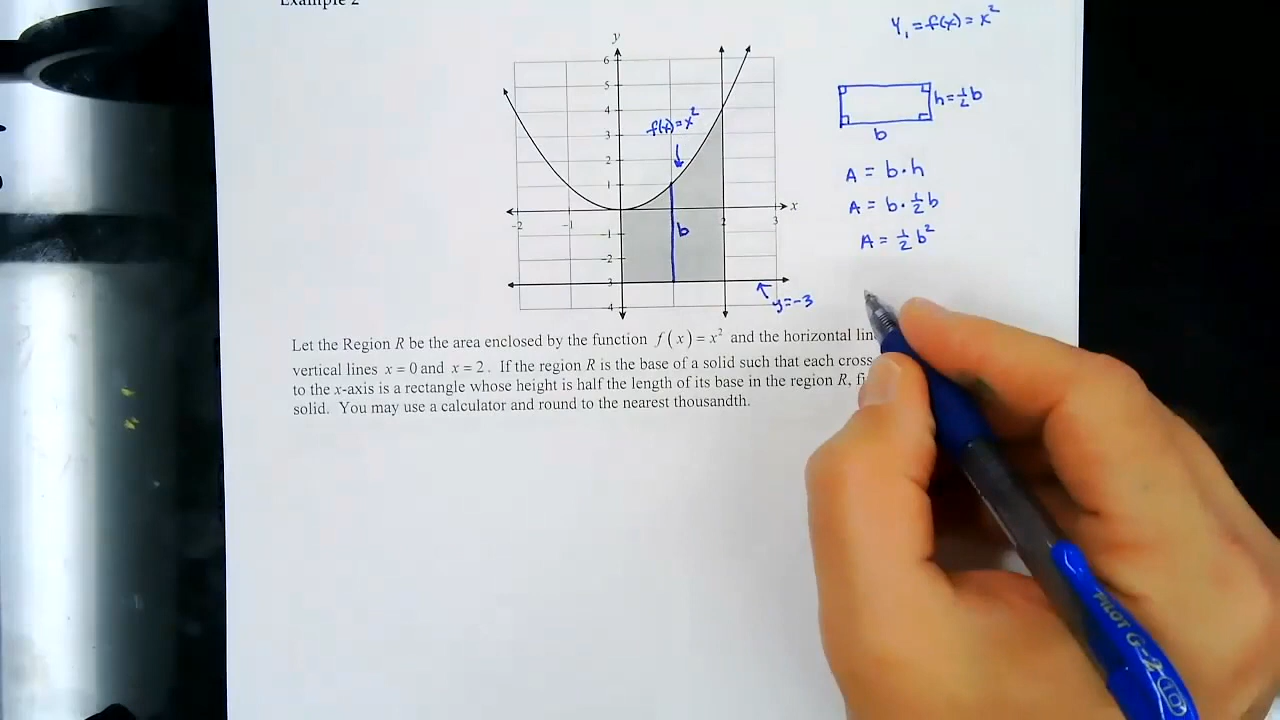 Example 2
Y₁ = f(x) = x²
y
6
5
4
3
2
1
f(x) = x²
h = ½b
b
A = b · h
A = b · ½b
A = ½b²
-2
-1
2
3
x
b
-1
-2
3
4
y = -3
Let the Region R be the area enclosed by the function f(x) = x² and the horizontal
vertical lines x = 0 and x = 2. If the region R is the base of a solid such that each cross
to the x-axis is a rectangle whose height is half the length of its base in the region R,
solid. You may use a calculator and round to the nearest thousandth.
PILOT G-2 10